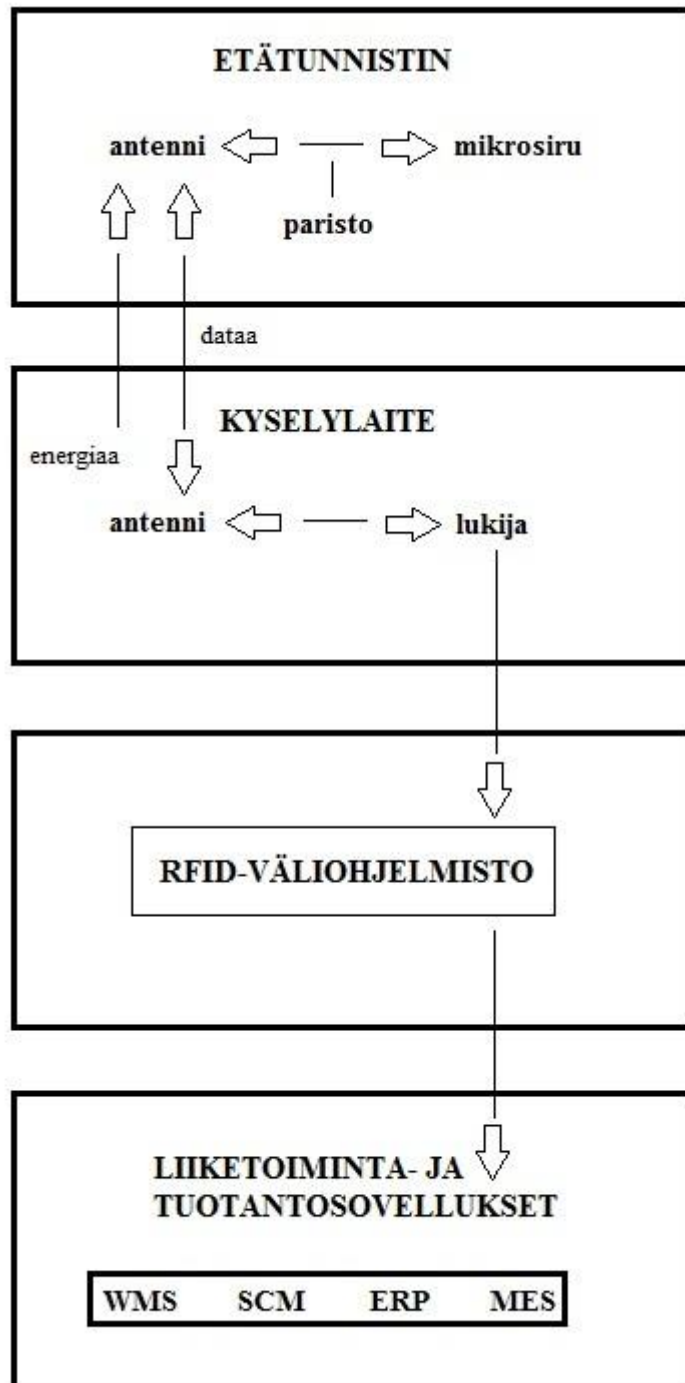 ETÄTUNNISTIN
antenni mikrosiru
paristo
dataa
KYSELYLAITE
energiaa
antenni lukija
RFID-VÄLIOHJELMISTO
LIIKETOIMINTA- JA
TUOTANTOSOVELLUKSET
WMS SCM ERP MES